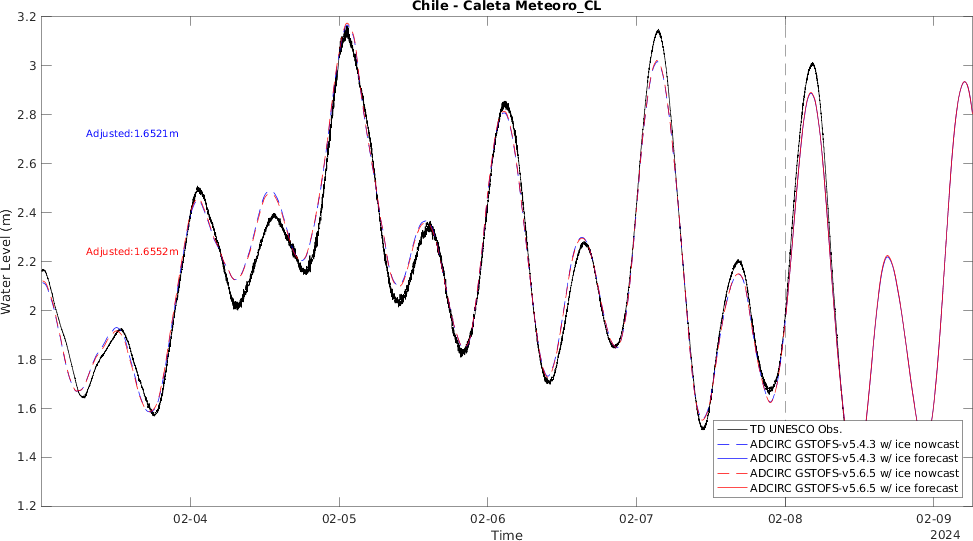 Chile - Caleta Meteoro_CL
3.2
3
2.8
2.6
2.4
2.2
2
1.8
1.6
1.4
1.2
Water Level (m)
Adjusted:1.6521m
Adjusted:1.6552m
TD UNESCO Obs.
ADCIRC GSTOFS-v5.4.3 w/ ice nowcast
ADCIRC GSTOFS-v5.4.3 w/ ice forecast
ADCIRC GSTOFS-v5.6.5 w/ ice nowcast
ADCIRC GSTOFS-v5.6.5 w/ ice forecast
02-04 02-05 02-06 02-07 02-08 02-09
Time
2024